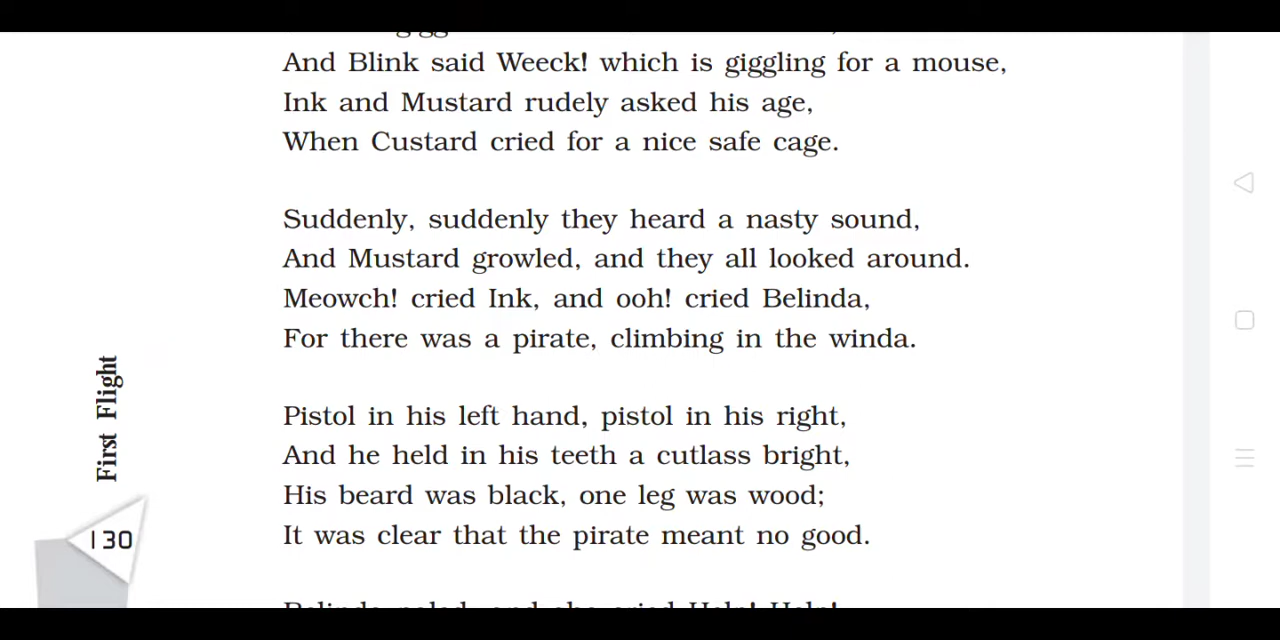 And Blink said Weeck! which is giggling for a mouse,
Ink and Mustard rudely asked his age,
When Custard cried for a nice safe cage.
Suddenly, suddenly they heard a nasty sound,
And Mustard growled, and they all looked around.
Meowch! cried Ink, and ooh! cried Belinda,
For there was a pirate, climbing in the winda.
Pistol in his left hand, pistol in his right,
And he held in his teeth a cutlass bright,
His beard was black, one leg was wood;
It was clear that the pirate meant no good.
First Flight
130